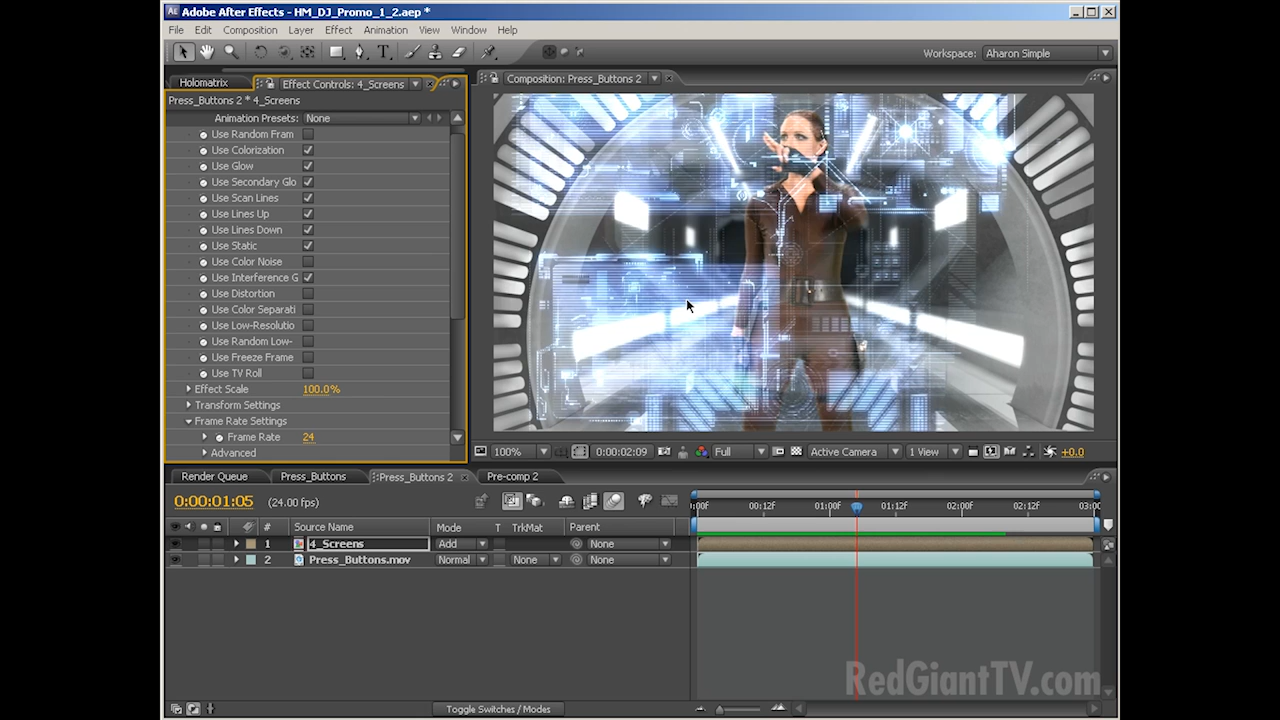 Adobe After Effects - HM_DJ_Promo_1_2.aep *
File Edit Composition Layer Effect Animation View Window Help
Workspace: Aharon Simple
Holomatrix Effect Controls: 4_Screens
Composition: Press_Buttons 2
Press_Buttons 2 * 4_Screens
Animation Presets: None
Use Random Fram
Use Colorization
Use Glow
Use Secondary Glo
Use Scan Lines
Use Lines Up
Use Lines Down
Use Static
Use Color Noise
Use Interference G
Use Distortion
Use Color Separati
Use Low-Resolutio
Use Random Low-
Use Freeze Frame
Use TV Roll
Effect Scale 100.0%
Transform Settings
Frame Rate Settings
Frame Rate 24
Advanced
100% 0:00:02:09 Full Active Camera 1 View +0.0
Render Queue Press_Buttons Press_Buttons 2 Pre-comp 2
0:00:01:05 (24.00 fps)
):00f 00:12f 01:00f 01:12f 02:00f 02:12f 03:00
# Source Name Mode T TrkMat Parent
1 4_Screens Add None
2 Press_Buttons.mov Normal None None
RedGiantTV.com
Toggle Switches / Modes